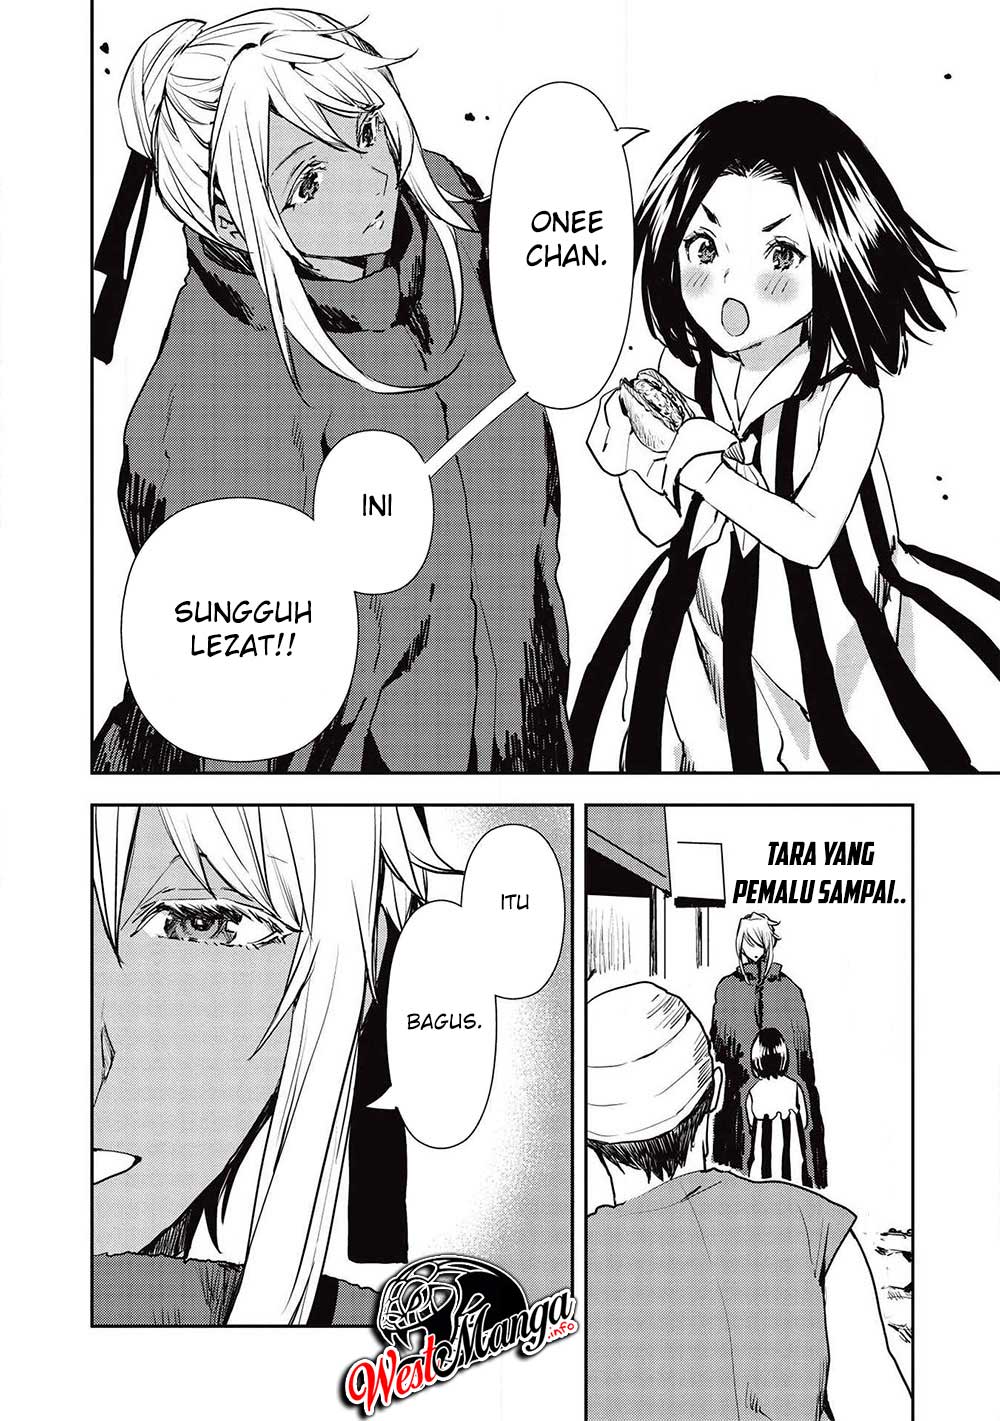 ONEE
CHAN.
INI
SUNGGUH
LEZAT!!
TARA YANG
PEMALU SAMPAI..
ITU
BAGUS.
WestManga
.info